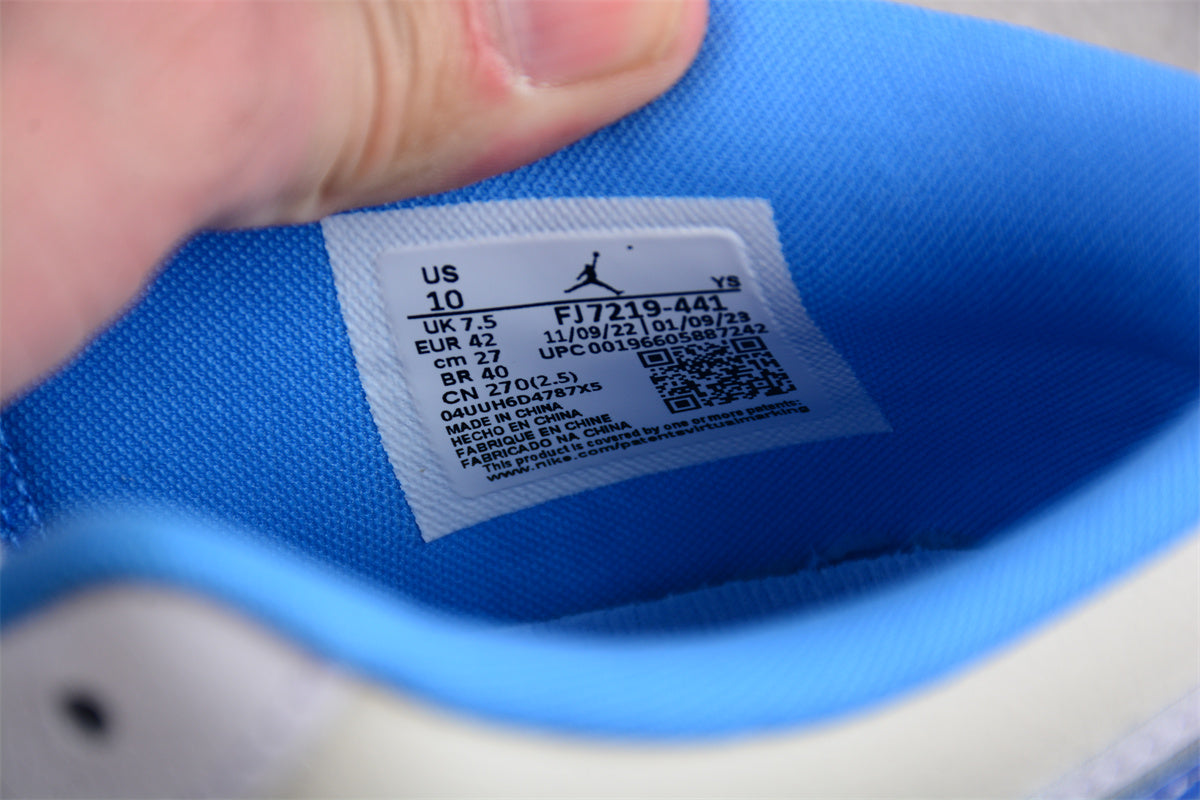 US
10
YS
UK 7.5
FJ7219-441
EUR 42
11/09/22 | 01/09/23
cm 27
UPC 00196605887242
BR 40
CN 270(2.5)
04UUH6D4787X5
MADE IN CHINA
HECHO EN CHINA
FABRIQUE EN CHINE
FABRICADO NA CHINA
This product is covered by one or more patents:
www.nike.com/patentsvirtualmarking